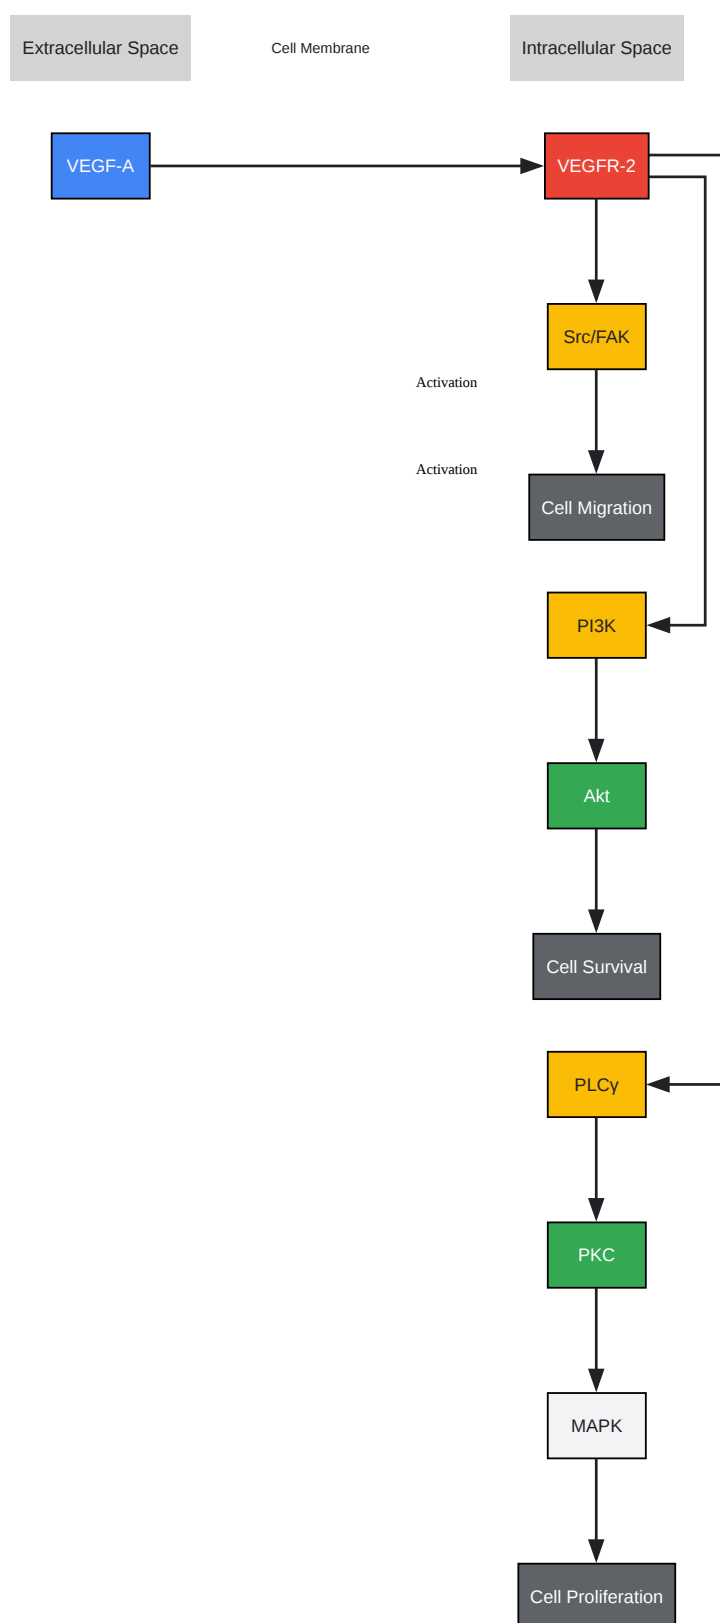 Extracellular Space
Cell Membrane
Intracellular Space
VEGF-A
VEGFR-2
Src/FAK
Activation
Activation
Cell Migration
PI3K
Akt
Cell Survival
PLCγ
PKC
MAPK
Cell Proliferation